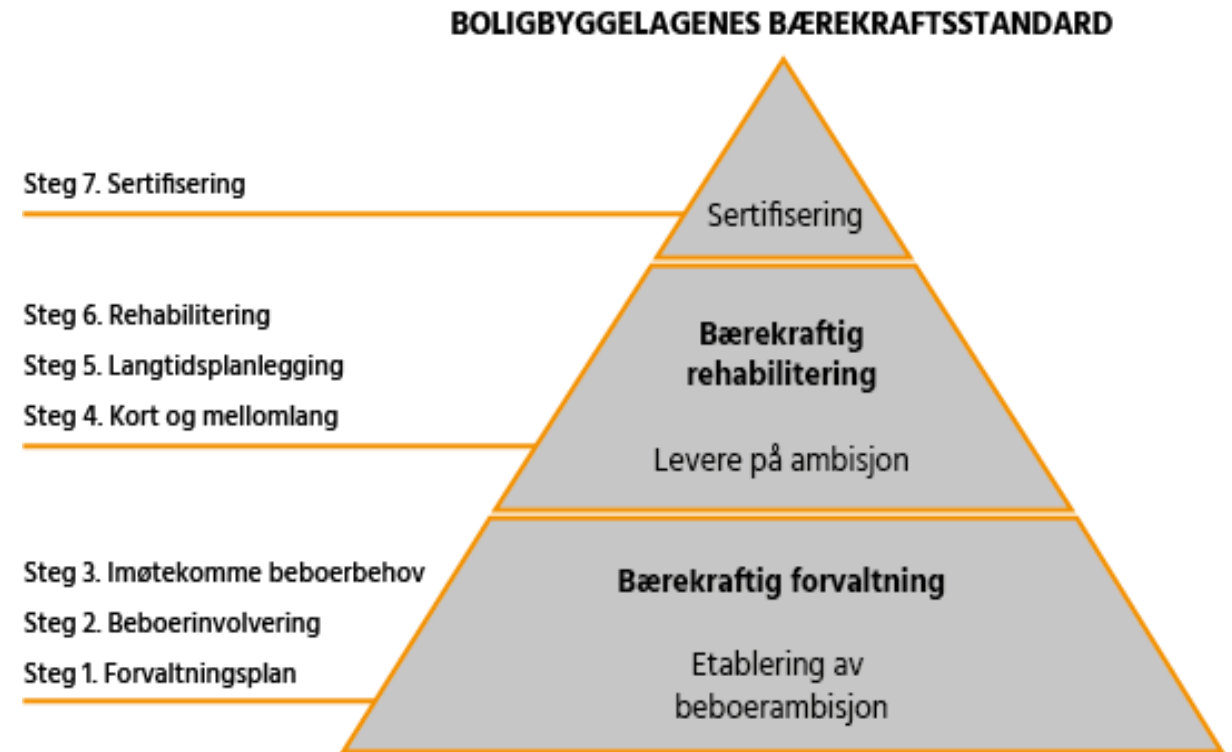 BOLIGBYGGELAGENES BÆREKRAFTSSTANDARD
Steg 7. Sertifisering
Sertifisering
Steg 6. Rehabilitering
Steg 5. Langtidsplanlegging
Steg 4. Kort og mellomlang
Bærekraftig
rehabilitering
Levere på ambisjon
Steg 3. Imøtekomme beboerbehov
Steg 2. Beboerinvolvering
Steg 1. Forvaltningsplan
Bærekraftig forvaltning
Etablering av
beboerambisjon